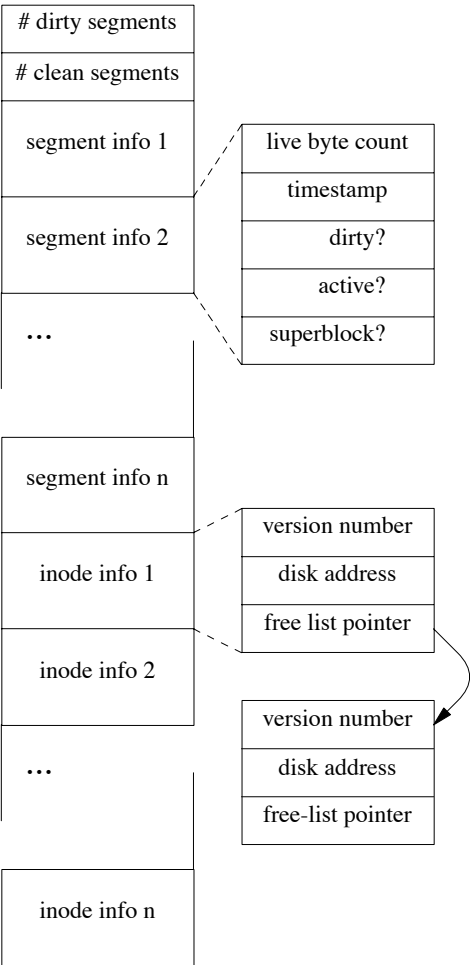 # dirty segments
# clean segments
segment info 1
segment info 2
...
segment info n
inode info 1
inode info 2
...
inode info n
live byte count
timestamp
dirty?
active?
superblock?
version number
disk address
free list pointer
version number
disk address
free-list pointer